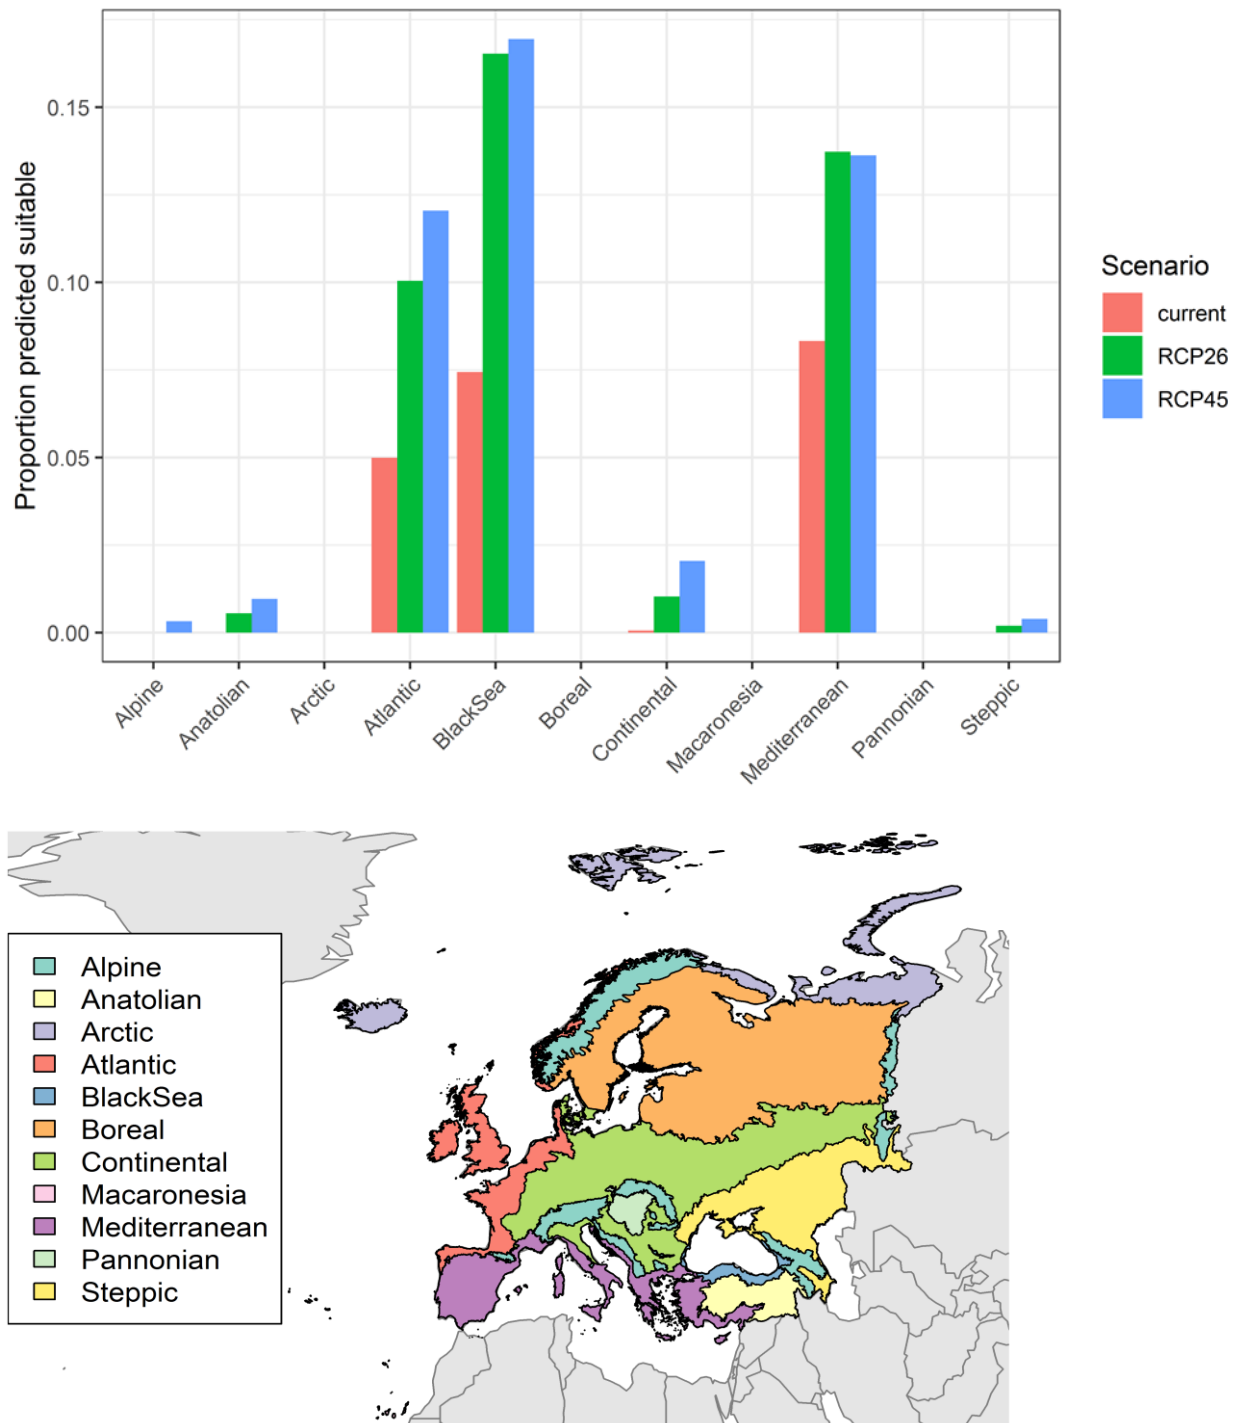 Proportion predicted suitable
0.15
0.10
0.05
0.00
Alpine
Anatolian
Arctic
Atlantic
BlackSea
Boreal
Continental
Macaronesia
Mediterranean
Pannonian
Steppic
Scenario
current
RCP26
RCP45
Alpine
Anatolian
Arctic
Atlantic
BlackSea
Boreal
Continental
Macaronesia
Mediterranean
Pannonian
Steppic